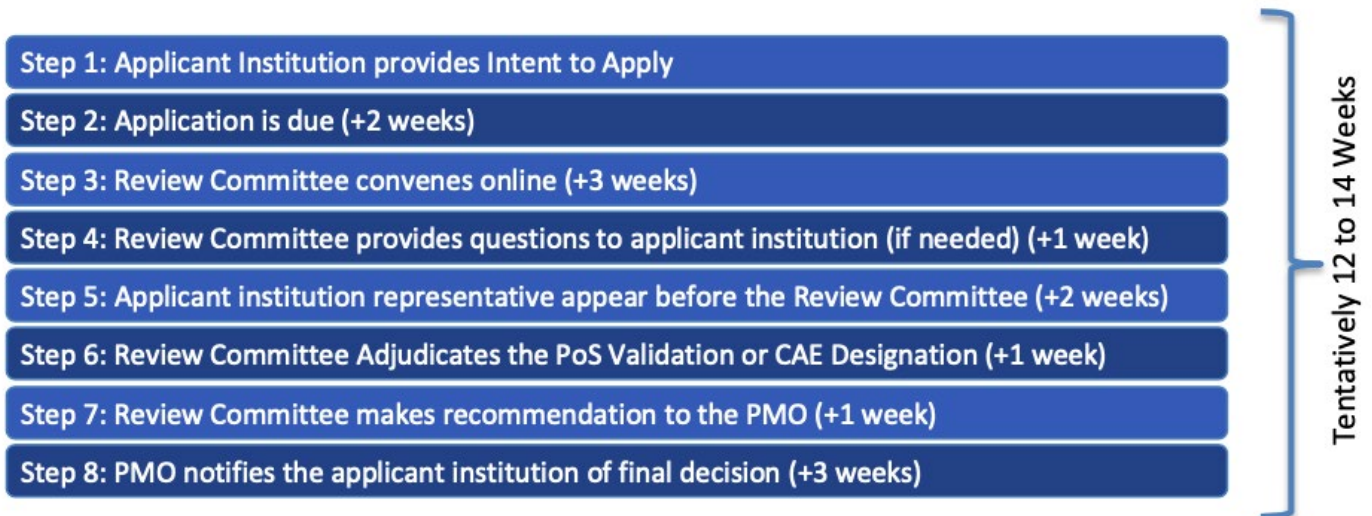 Step 1: Applicant Institution provides Intent to Apply
Step 2: Application is due (+2 weeks)
Step 3: Review Committee convenes online (+3 weeks)
Step 4: Review Committee provides questions to applicant institution (if needed) (+1 week)
Step 5: Applicant institution representative appear before the Review Committee (+2 weeks)
Step 6: Review Committee Adjudicates the PoS Validation or CAE Designation (+1 week)
Step 7: Review Committee makes recommendation to the PMO (+1 week)
Step 8: PMO notifies the applicant institution of final decision (+3 weeks)
Tentatively 12 to 14 Weeks